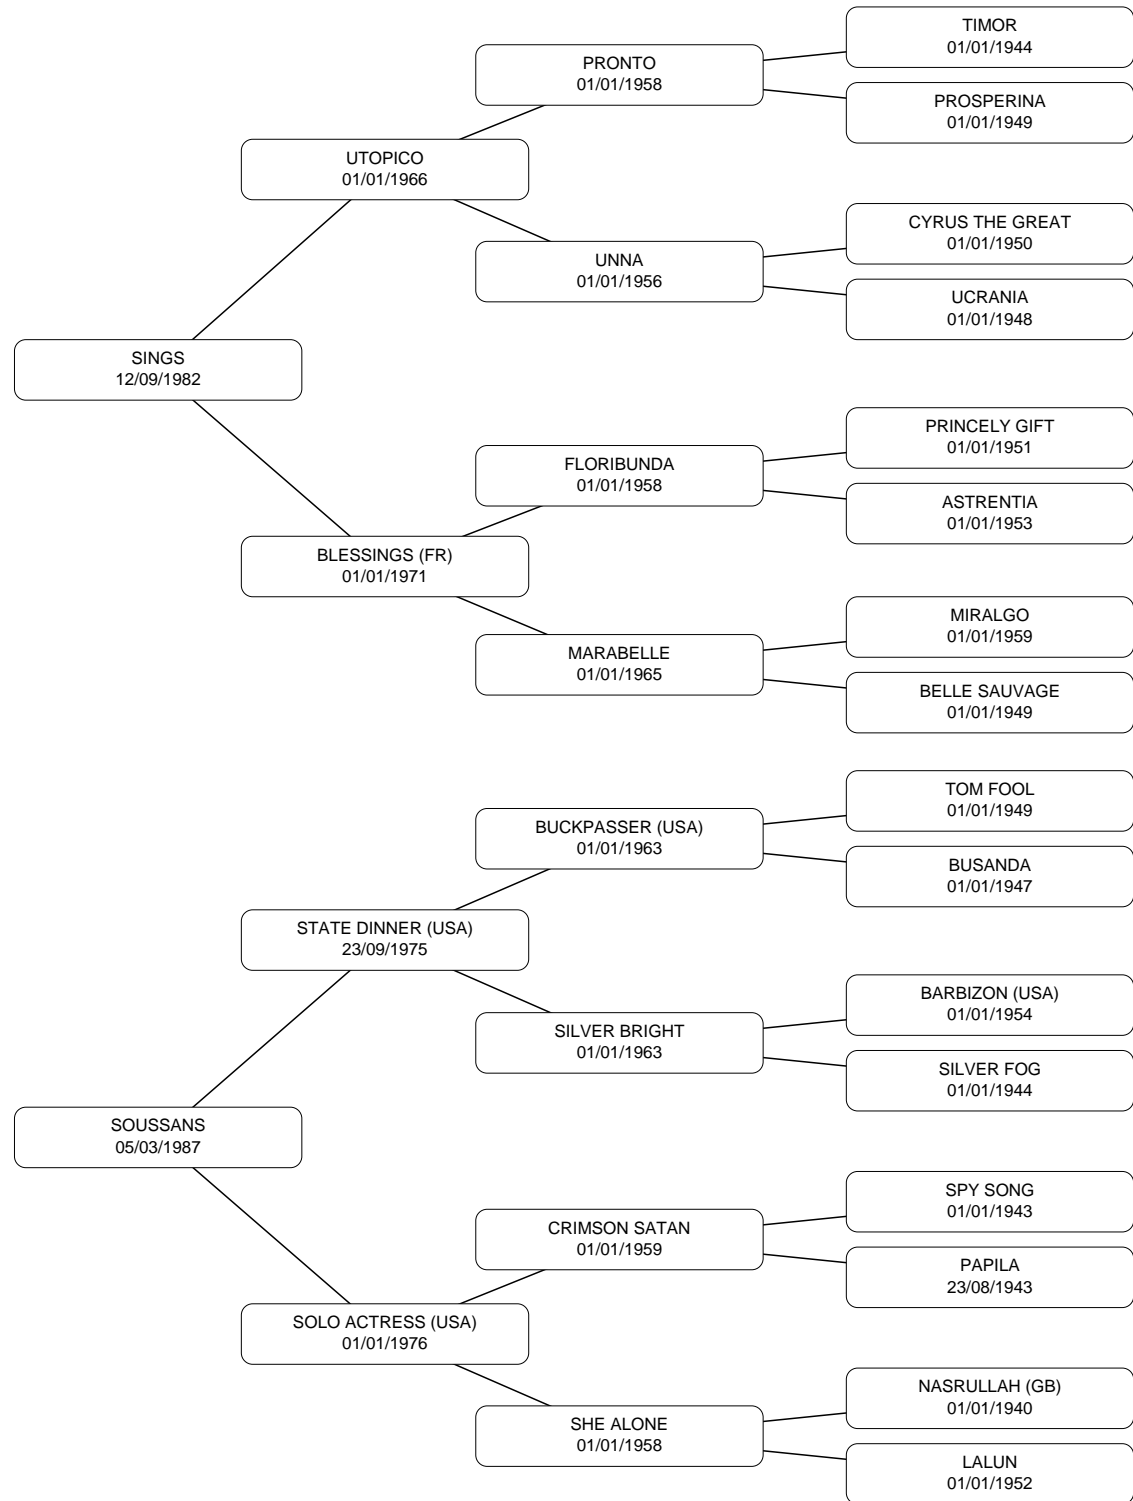 TIMOR
01/01/1944
PRONTO
01/01/1958
PROSPERINA
01/01/1949
UTOPICO
01/01/1966
CYRUS THE GREAT
01/01/1950
UNNA
01/01/1956
UCRANIA
01/01/1948
SINGS
12/09/1982
PRINCELY GIFT
01/01/1951
FLORIBUNDA
01/01/1958
ASTRENTIA
01/01/1953
BLESSINGS (FR)
01/01/1971
MIRALGO
01/01/1959
MARABELLE
01/01/1965
BELLE SAUVAGE
01/01/1949
TOM FOOL
01/01/1949
BUCKPASSER (USA)
01/01/1963
BUSANDA
01/01/1947
STATE DINNER (USA)
23/09/1975
BARBIZON (USA)
01/01/1954
SILVER BRIGHT
01/01/1963
SILVER FOG
01/01/1944
SOUSSANS
05/03/1987
SPY SONG
01/01/1943
CRIMSON SATAN
01/01/1959
PAPILA
23/08/1943
SOLO ACTRESS (USA)
01/01/1976
NASRULLAH (GB)
01/01/1940
SHE ALONE
01/01/1958
LALUN
01/01/1952